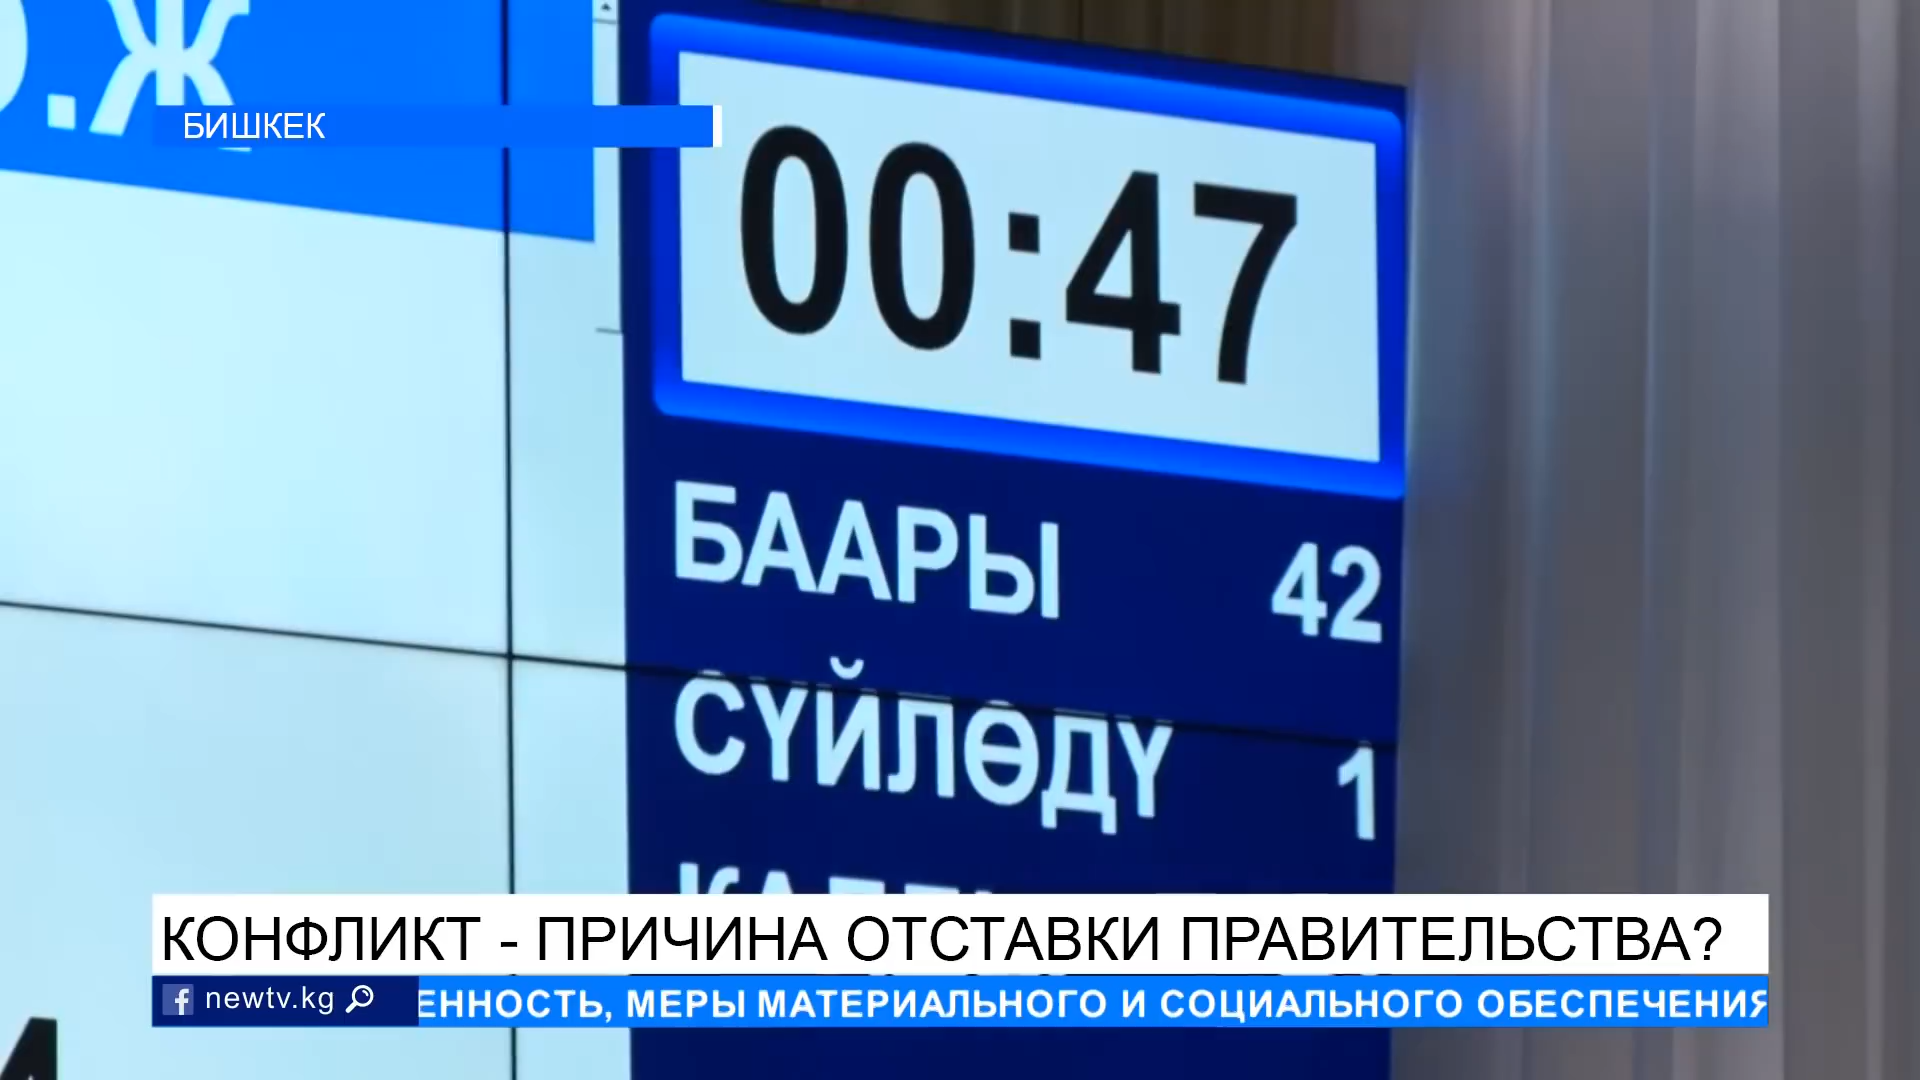 .Ж
БИШКЕК
00:47
БААРЫ 42
СҮЙЛӨДҮ 1
КОНФЛИКТ - ПРИЧИНА ОТСТАВКИ ПРАВИТЕЛЬСТВА?
newtv.kg
ЕННОСТЬ, МЕРЫ МАТЕРИАЛЬНОГО И СОЦИАЛЬНОГО ОБЕСПЕЧЕНИЯ